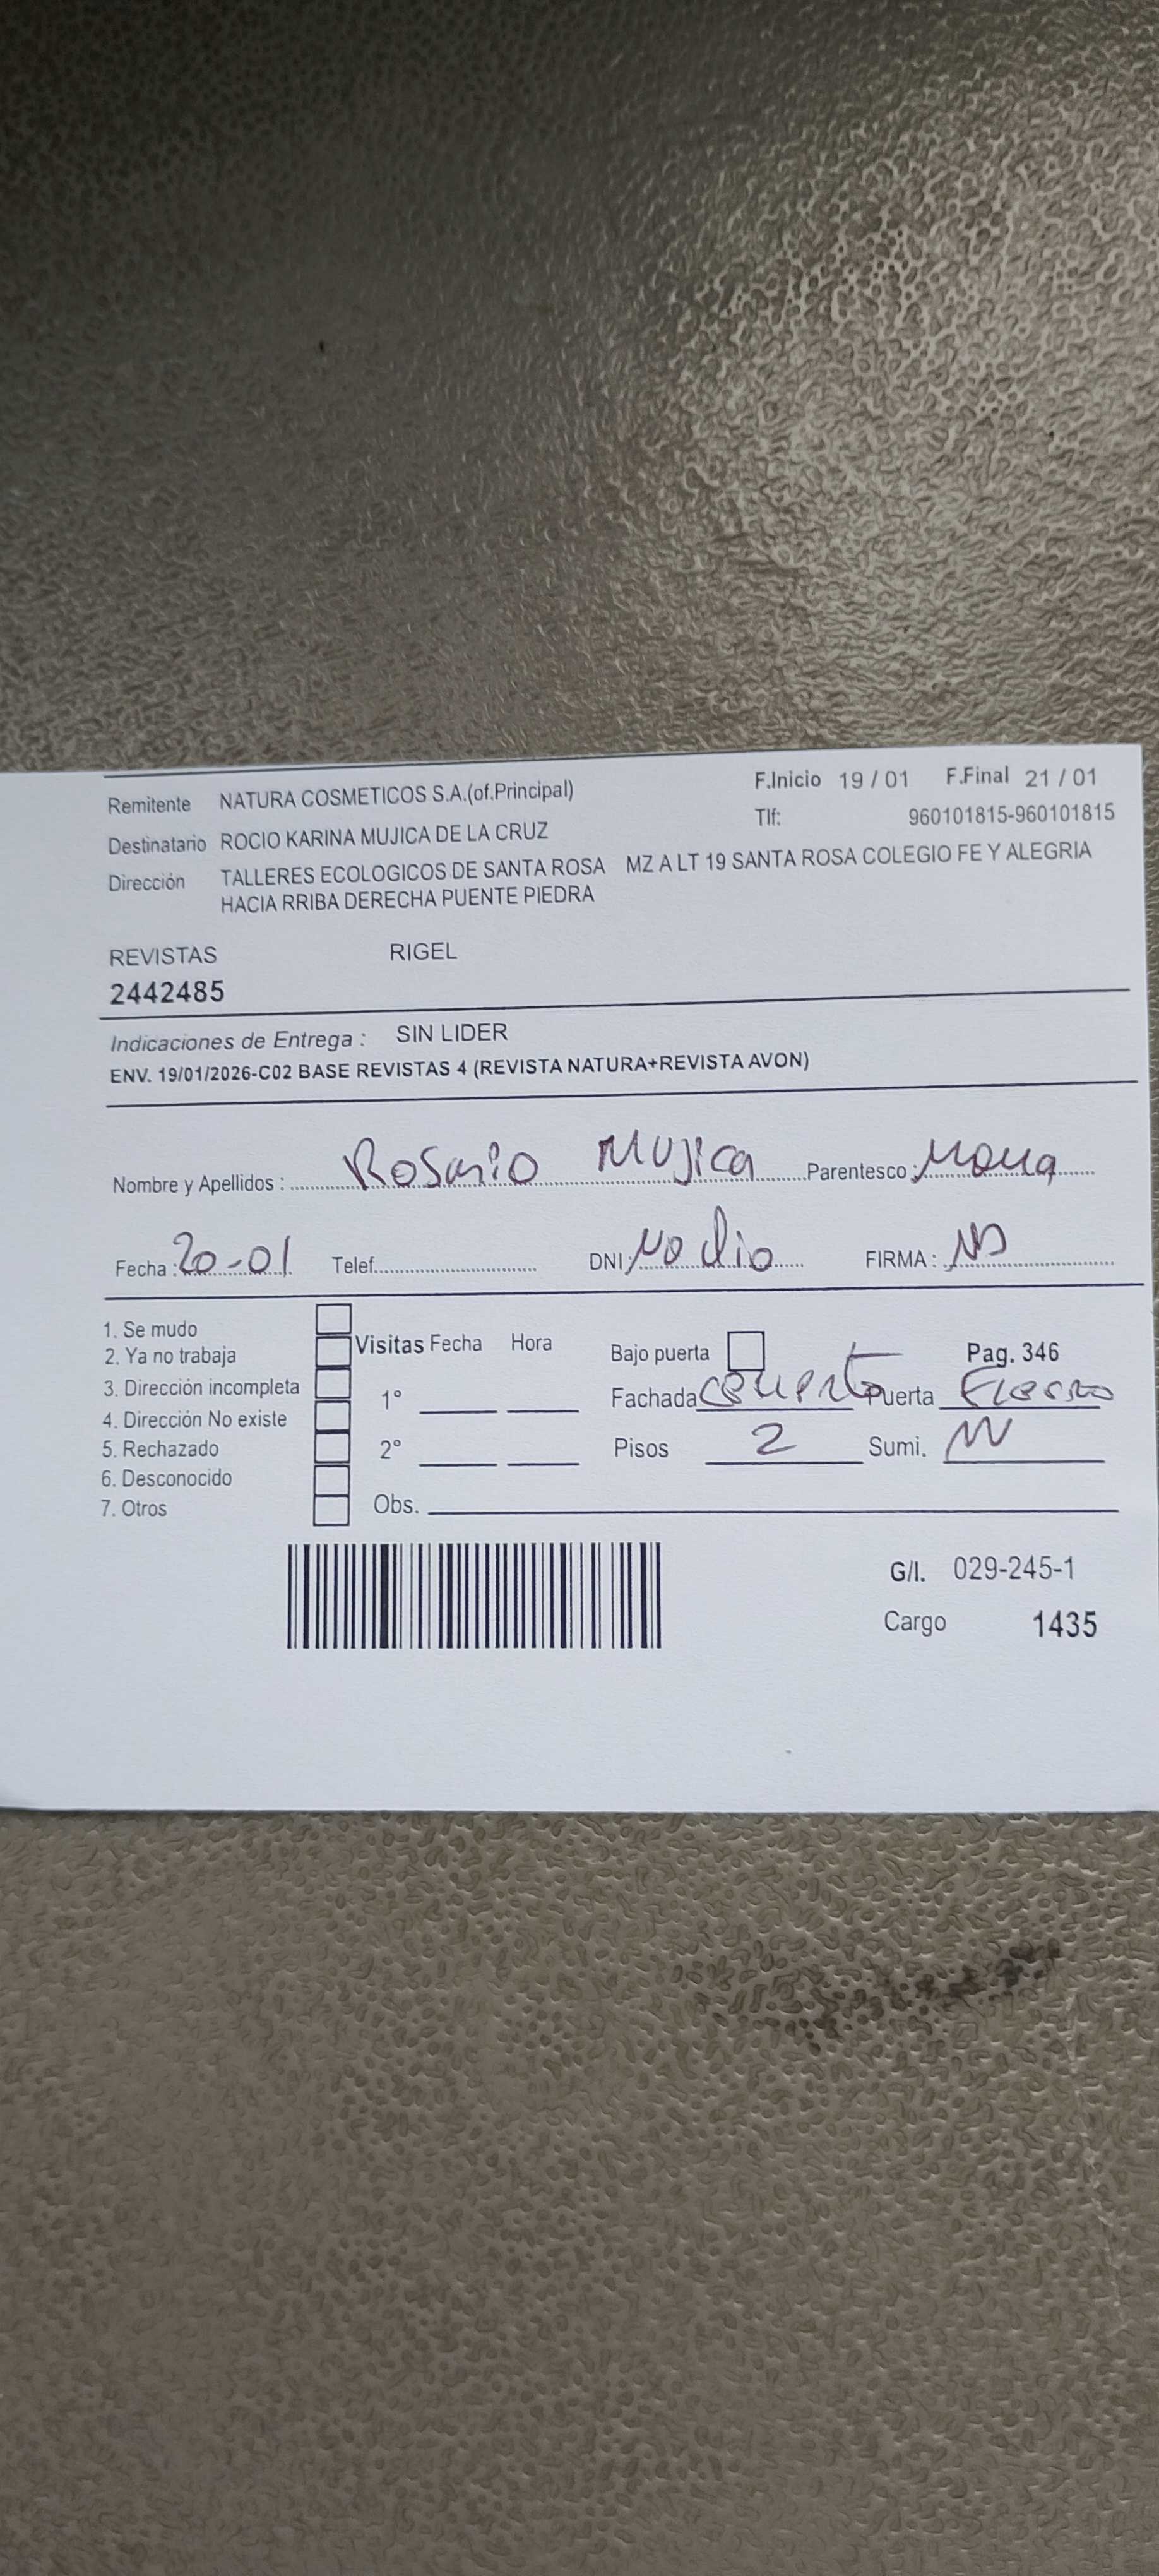 Remitente NATURA COSMETICOS S.A.(of.Principal) F.Inicio 19 / 01 F.Final 21 / 01
Destinatario ROCIO KARINA MUJICA DE LA CRUZ Tlf: 960101815-960101815
Dirección TALLERES ECOLOGICOS DE SANTA ROSA MZ A LT 19 SANTA ROSA COLEGIO FE Y ALEGRIA
HACIA RRIBA DERECHA PUENTE PIEDRA
REVISTAS RIGEL
2442485
Indicaciones de Entrega : SIN LIDER
ENV. 19/01/2026-C02 BASE REVISTAS 4 (REVISTA NATURA+REVISTA AVON)
Nombre y Apellidos : Rosario Mujica Parentesco :
Fecha : 20-01 Telef. DNI: No dio FIRMA :
1. Se mudo
2. Ya no trabaja Visitas Fecha Hora Bajo puerta Pag. 346
3. Dirección incompleta 1° Fachada Puerta
4. Dirección No existe
5. Rechazado 2° Pisos 2 Sumi.
6. Desconocido
7. Otros Obs.
G/I. 029-245-1
Cargo 1435